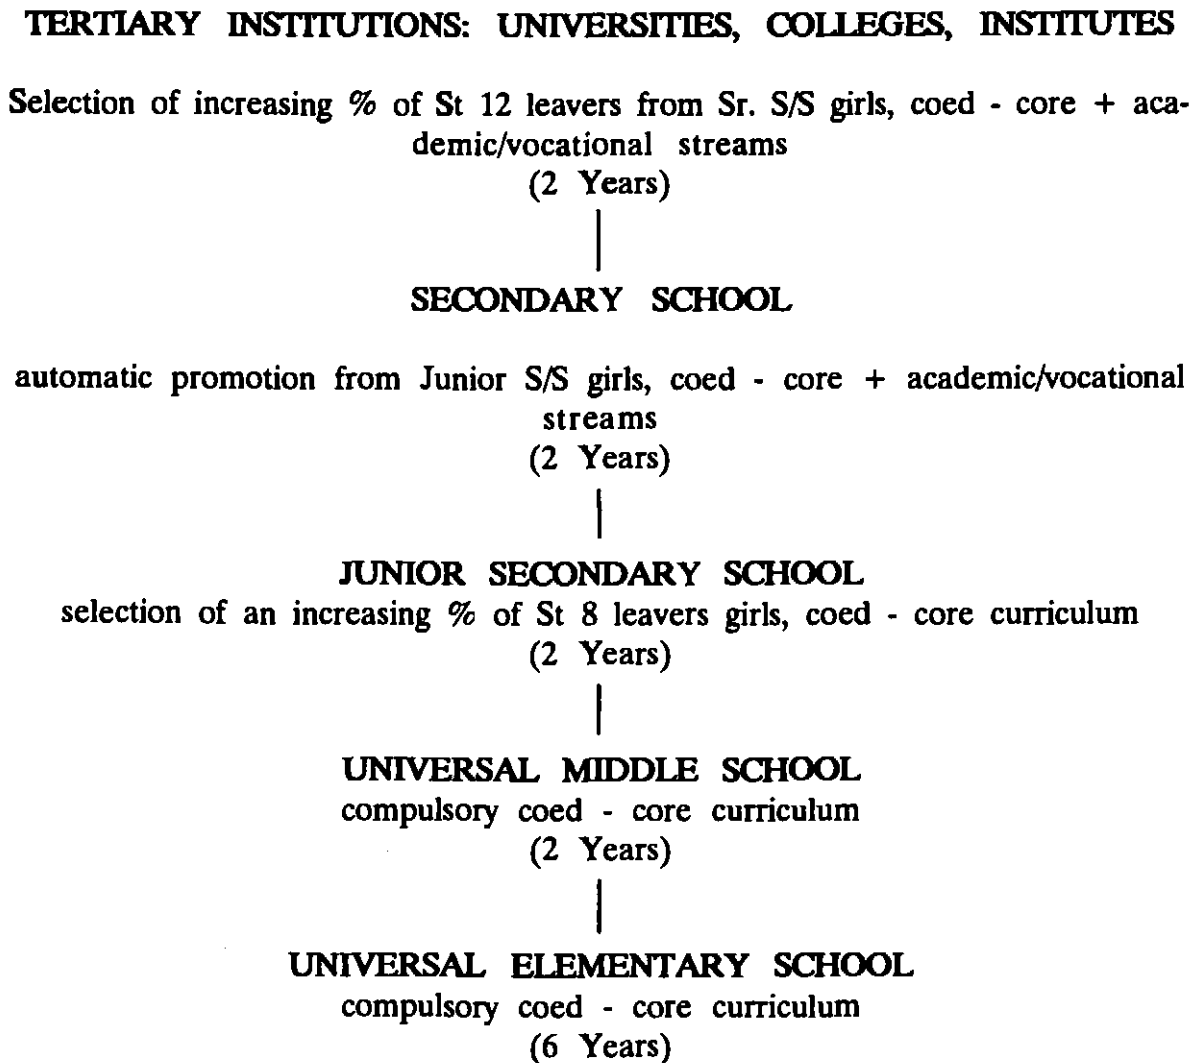 TERTIARY INSTITUTIONS: UNIVERSITIES, COLLEGES, INSTITUTES
Selection of increasing % of St 12 leavers from Sr. S/S girls, coed - core + aca-
demic/vocational streams
(2 Years)
SECONDARY SCHOOL
automatic promotion from Junior S/S girls, coed - core + academic/vocational
streams
(2 Years)
JUNIOR SECONDARY SCHOOL
selection of an increasing % of St 8 leavers girls, coed - core curriculum
(2 Years)
UNIVERSAL MIDDLE SCHOOL
compulsory coed - core curriculum
(2 Years)
UNIVERSAL ELEMENTARY SCHOOL
compulsory coed - core curriculum
(6 Years)